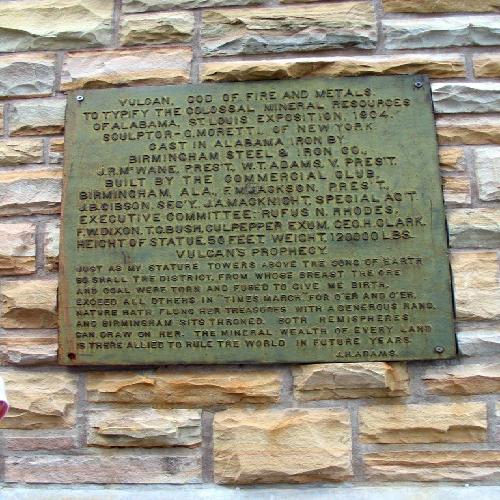 VULCAN, GOD OF FIRE AND METALS.
TO TYPIFY THE COLOSSAL MINERAL RESOURCES
OF ALABAMA. ST. LOUIS EXPOSITION, 1904.
SCULPTOR-G. MORETTI, OF NEW YORK
CAST IN ALABAMA IRON BY
BIRMINGHAM STEEL & IRON CO.,
J.R. McWANE, PRES'T, W.T. ADAMS, V. PRES'T.
BUILT BY THE COMMERCIAL CLUB,
BIRMINGHAM, ALA., F.M. JACKSON, PRES'T,
J.B. GIBSON, SEC'Y, J.A. MACKNIGHT, SPECIAL AG'T
EXECUTIVE COMMITTEE: RUFUS N. RHODES,
F.W. DIXON, T.G. BUSH, CULPEPPER EXUM, GEO. H. CLARK.
HEIGHT OF STATUE, 56 FEET WEIGHT, 120000 LBS.
VULCAN'S PROPHECY
JUST AS MY STATURE TOWERS ABOVE THE SONS OF EARTH
SO SHALL THE DISTRICT, FROM WHOSE BREAST THE ORE
AND COAL WERE TORN AND FUSED TO GIVE ME BIRTH,
EXCEED ALL OTHERS IN "TIMES MARCH" FOR O'ER AND O'ER,
NATURE HATH FLUNG HER TREASURES WITH A GENEROUS HAND,
AND BIRMINGHAM SITS THRONED. BOTH HEMISPHERES
CAN DRAW ON HER. THE MINERAL WEALTH OF EVERY LAND
IS THERE ALLIED TO RULE THE WORLD IN FUTURE YEARS.
J.H. ADAMS.